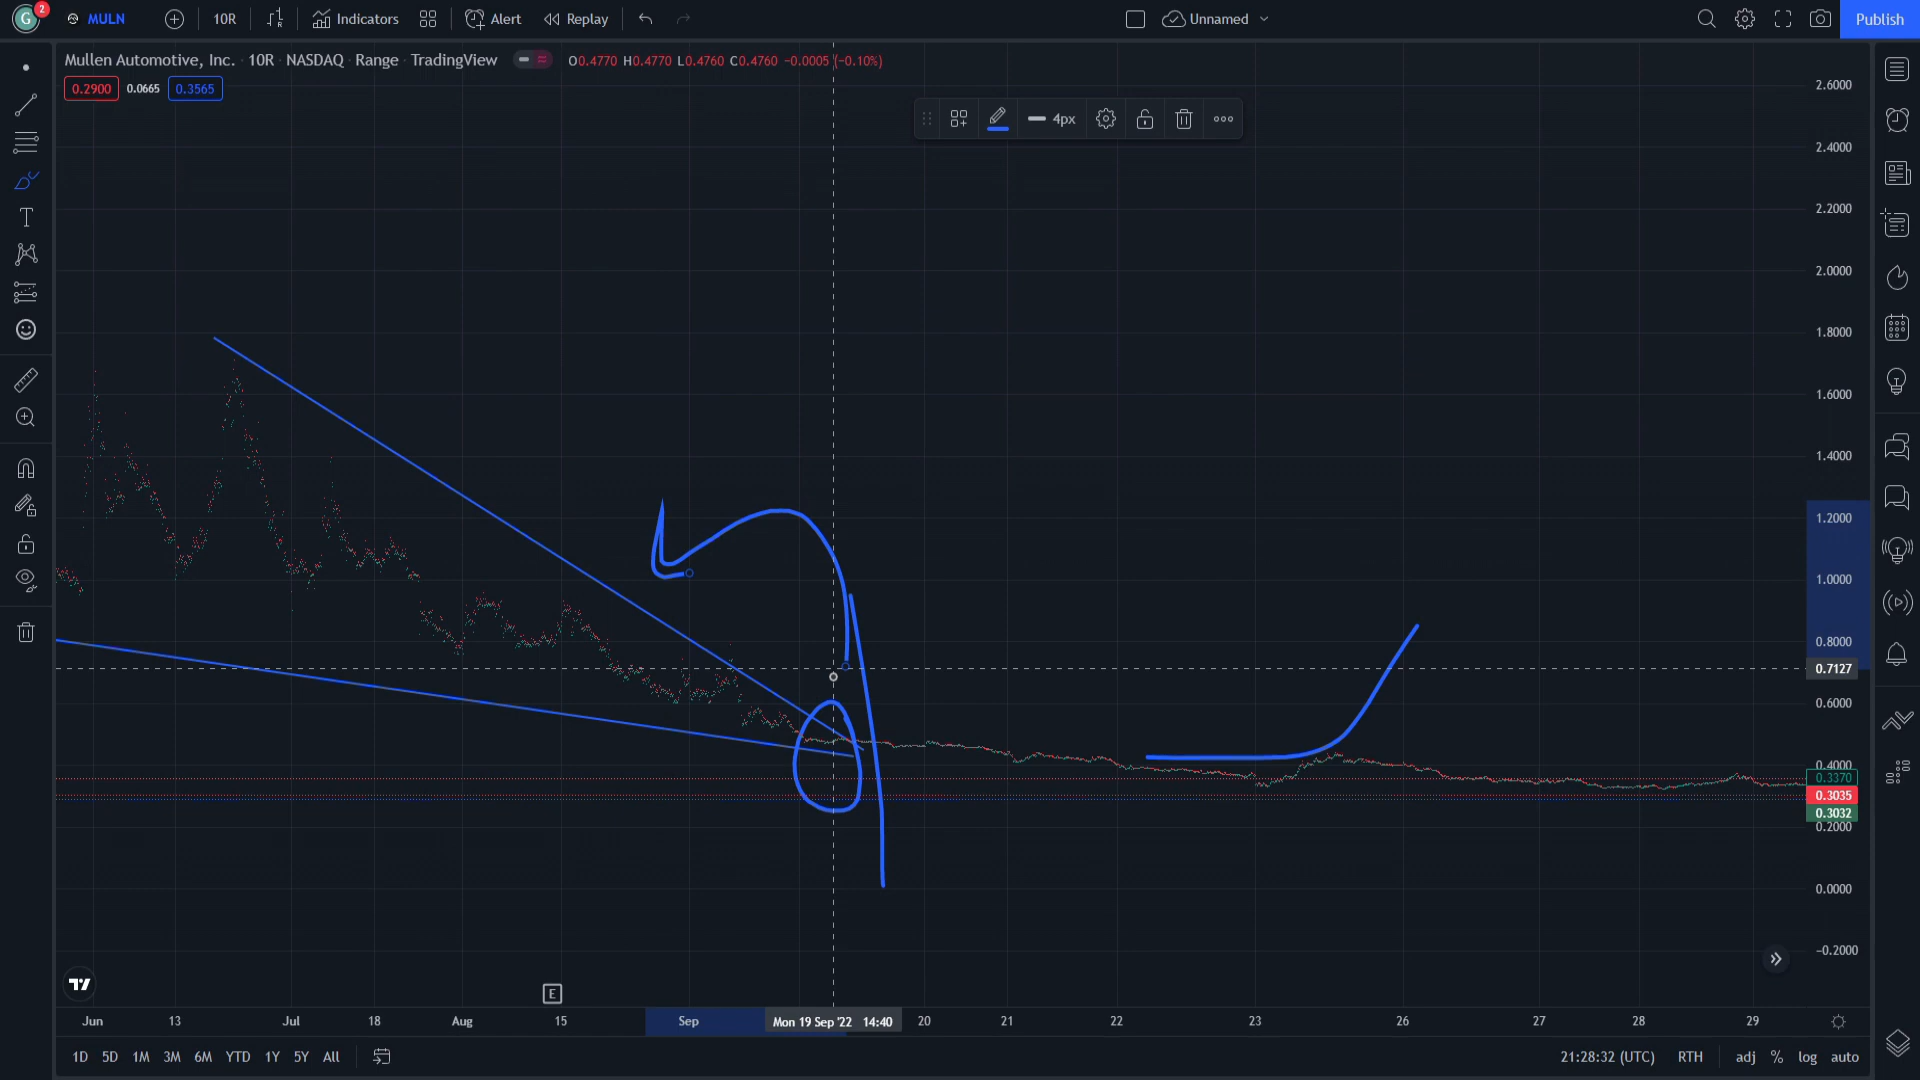 G 2 MULN 10R Indicators Alert Replay Unnamed Publish
Mullen Automotive, Inc. · 10R · NASDAQ · Range · TradingView O0.4770 H0.4770 L0.4760 C0.4760 −0.0005 (−0.10%)
0.2900 0.0665 0.3565
4px
2.6000
2.4000
2.2000
2.0000
1.8000
1.6000
1.4000
1.2000
1.0000
0.8000
0.7127
0.6000
0.4000
0.3370
0.3035
0.3032
0.2000
0.0000
−0.2000
E
Jun 13 Jul 18 Aug 15 Sep Mon 19 Sep '22 14:40 20 21 22 23 26 27 28 29
1D 5D 1M 3M 6M YTD 1Y 5Y All 21:28:32 (UTC) RTH adj % log auto